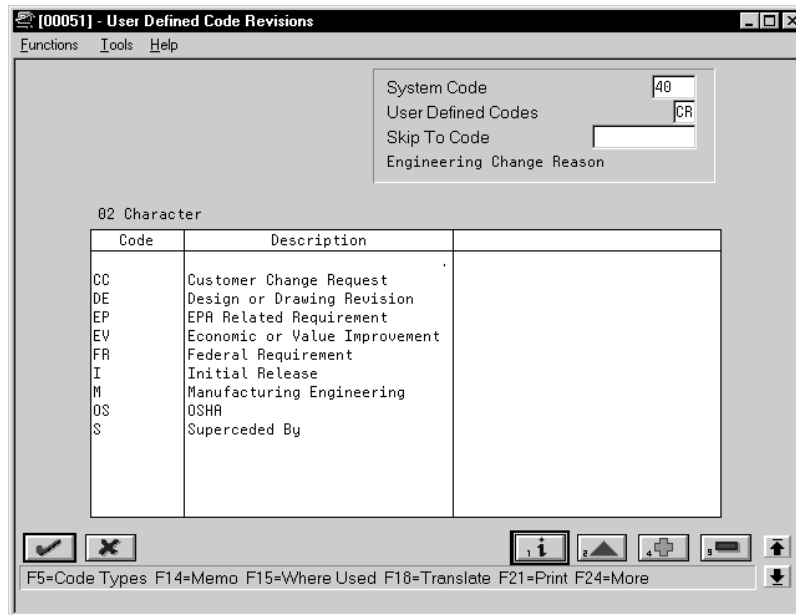 [00051] - User Defined Code Revisions
Functions Tools Help
System Code 40
User Defined Codes CR
Skip To Code
Engineering Change Reason
02 Character
Code Description
.
CC Customer Change Request
DE Design or Drawing Revision
EP EPA Related Requirement
EV Economic or Value Improvement
FR Federal Requirement
I Initial Release
M Manufacturing Engineering
OS OSHA
S Superceded By
1 i 2 4 9
F5=Code Types F14=Memo F15=Where Used F18=Translate F21=Print F24=More